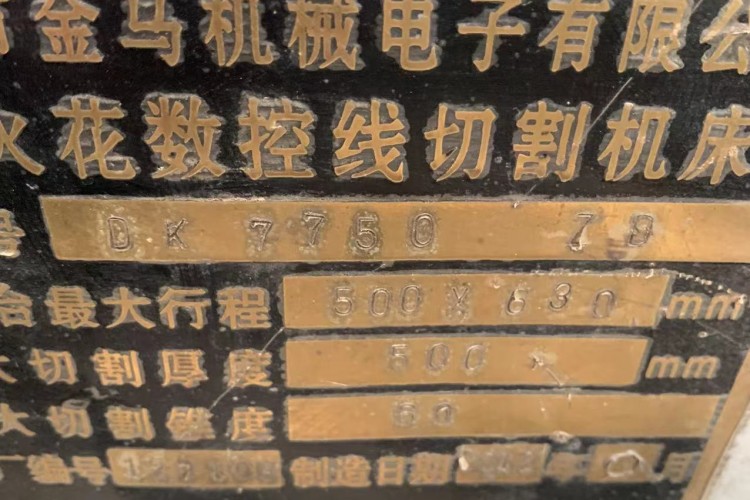 金马机械电子有限公
火花数控线切割机床
号 DK7750 79
台最大行程 500X630 mm
大切割厚度 500 mm
大切割锥度 60
厂编号 制造日期 年 月